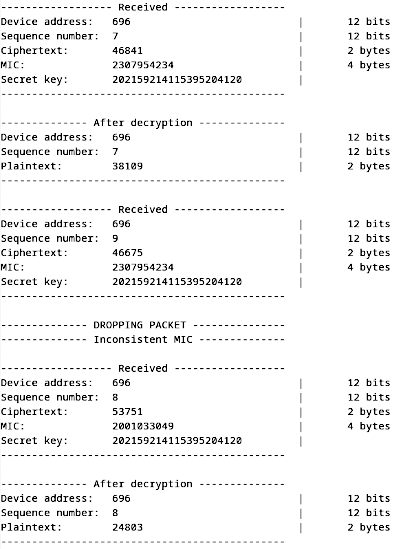 ----------------- Received -----------------
Device address:   696                           |       12 bits
Sequence number:  7                             |       12 bits
Ciphertext:       46841                         |       2 bytes
MIC:              2307954234                    |       4 bytes
Secret key:       202159214115395204120         |
--------------------------------------------
------------- After decryption -------------
Device address:   696                           |       12 bits
Sequence number:  7                             |       12 bits
Plaintext:        38109                         |       2 bytes
--------------------------------------------
----------------- Received -----------------
Device address:   696                           |       12 bits
Sequence number:  9                             |       12 bits
Ciphertext:       46675                         |       2 bytes
MIC:              2307954234                    |       4 bytes
Secret key:       202159214115395204120         |
--------------------------------------------
------------- DROPPING PACKET --------------
------------- Inconsistent MIC -------------
----------------- Received -----------------
Device address:   696                           |       12 bits
Sequence number:  8                             |       12 bits
Ciphertext:       53751                         |       2 bytes
MIC:              2001033049                    |       4 bytes
Secret key:       202159214115395204120         |
--------------------------------------------
------------- After decryption -------------
Device address:   696                           |       12 bits
Sequence number:  8                             |       12 bits
Plaintext:        24803                         |       2 bytes
--------------------------------------------